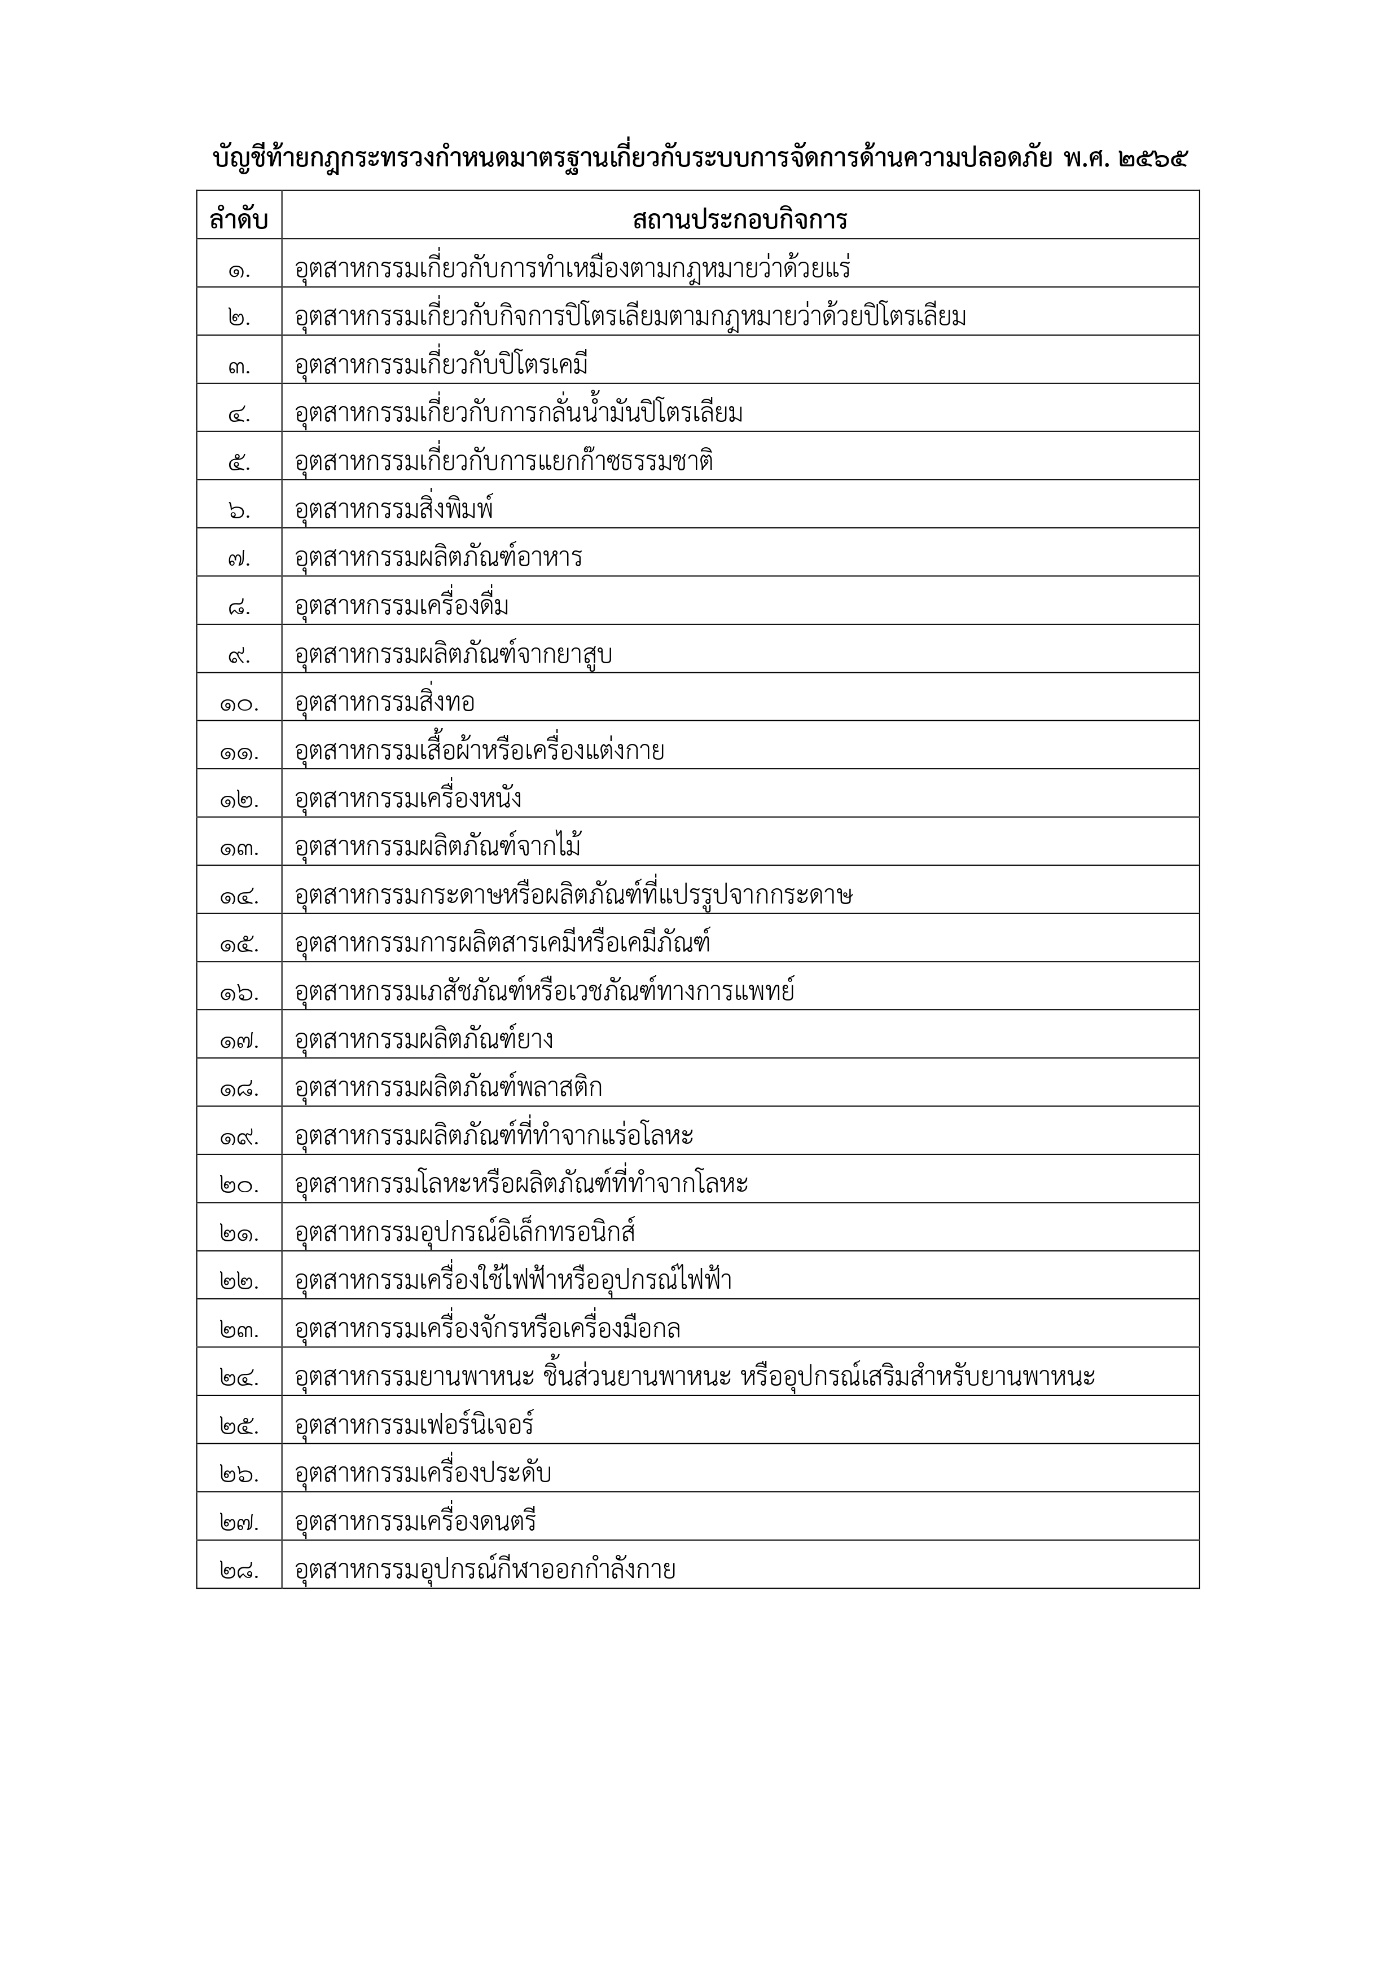 บัญชีท้ายกฎกระทรวงกำหนดมาตรฐานเกี่ยวกับระบบการจัดการด้านความปลอดภัย พ.ศ. ๒๕๖๕
ลำดับ สถานประกอบกิจการ
๑. อุตสาหกรรมเกี่ยวกับการทำเหมืองตามกฎหมายว่าด้วยแร่
๒. อุตสาหกรรมเกี่ยวกับกิจการปิโตรเลียมตามกฎหมายว่าด้วยปิโตรเลียม
๓. อุตสาหกรรมเกี่ยวกับปิโตรเคมี
๔. อุตสาหกรรมเกี่ยวกับการกลั่นน้ำมันปิโตรเลียม
๕. อุตสาหกรรมเกี่ยวกับการแยกก๊าซธรรมชาติ
๖. อุตสาหกรรมสิ่งพิมพ์
๗. อุตสาหกรรมผลิตภัณฑ์อาหาร
๘. อุตสาหกรรมเครื่องดื่ม
๙. อุตสาหกรรมผลิตภัณฑ์จากยาสูบ
๑๐. อุตสาหกรรมสิ่งทอ
๑๑. อุตสาหกรรมเสื้อผ้าหรือเครื่องแต่งกาย
๑๒. อุตสาหกรรมเครื่องหนัง
๑๓. อุตสาหกรรมผลิตภัณฑ์จากไม้
๑๔. อุตสาหกรรมกระดาษหรือผลิตภัณฑ์ที่แปรรูปจากกระดาษ
๑๕. อุตสาหกรรมการผลิตสารเคมีหรือเคมีภัณฑ์
๑๖. อุตสาหกรรมเภสัชภัณฑ์หรือเวชภัณฑ์ทางการแพทย์
๑๗. อุตสาหกรรมผลิตภัณฑ์ยาง
๑๘. อุตสาหกรรมผลิตภัณฑ์พลาสติก
๑๙. อุตสาหกรรมผลิตภัณฑ์ที่ทำจากแร่อโลหะ
๒๐. อุตสาหกรรมโลหะหรือผลิตภัณฑ์ที่ทำจากโลหะ
๒๑. อุตสาหกรรมอุปกรณ์อิเล็กทรอนิกส์
๒๒. อุตสาหกรรมเครื่องใช้ไฟฟ้าหรืออุปกรณ์ไฟฟ้า
๒๓. อุตสาหกรรมเครื่องจักรหรือเครื่องมือกล
๒๔. อุตสาหกรรมยานพาหนะ ชิ้นส่วนยานพาหนะ หรืออุปกรณ์เสริมสำหรับยานพาหนะ
๒๕. อุตสาหกรรมเฟอร์นิเจอร์
๒๖. อุตสาหกรรมเครื่องประดับ
๒๗. อุตสาหกรรมเครื่องดนตรี
๒๘. อุตสาหกรรมอุปกรณ์กีฬาออกกำลังกาย